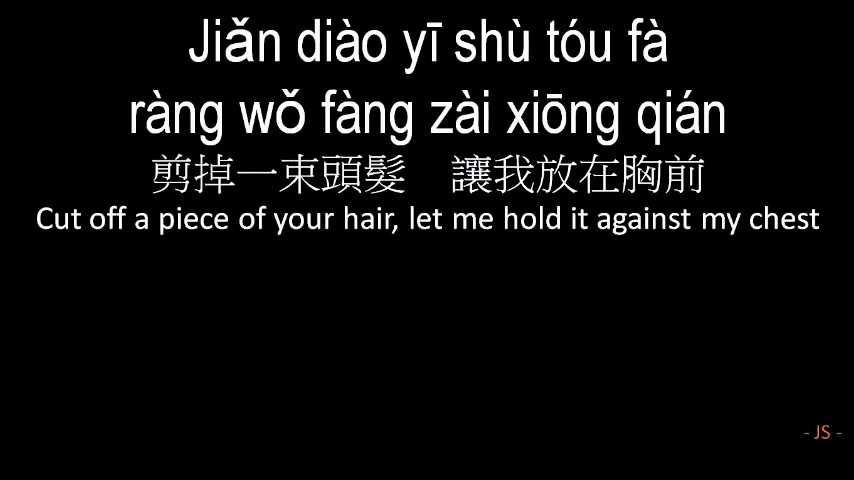 Jiǎn diào yī shù tóu fà
ràng wǒ fàng zài xiōng qián
剪掉一束頭髮　讓我放在胸前
Cut off a piece of your hair, let me hold it against my chest
- JS -